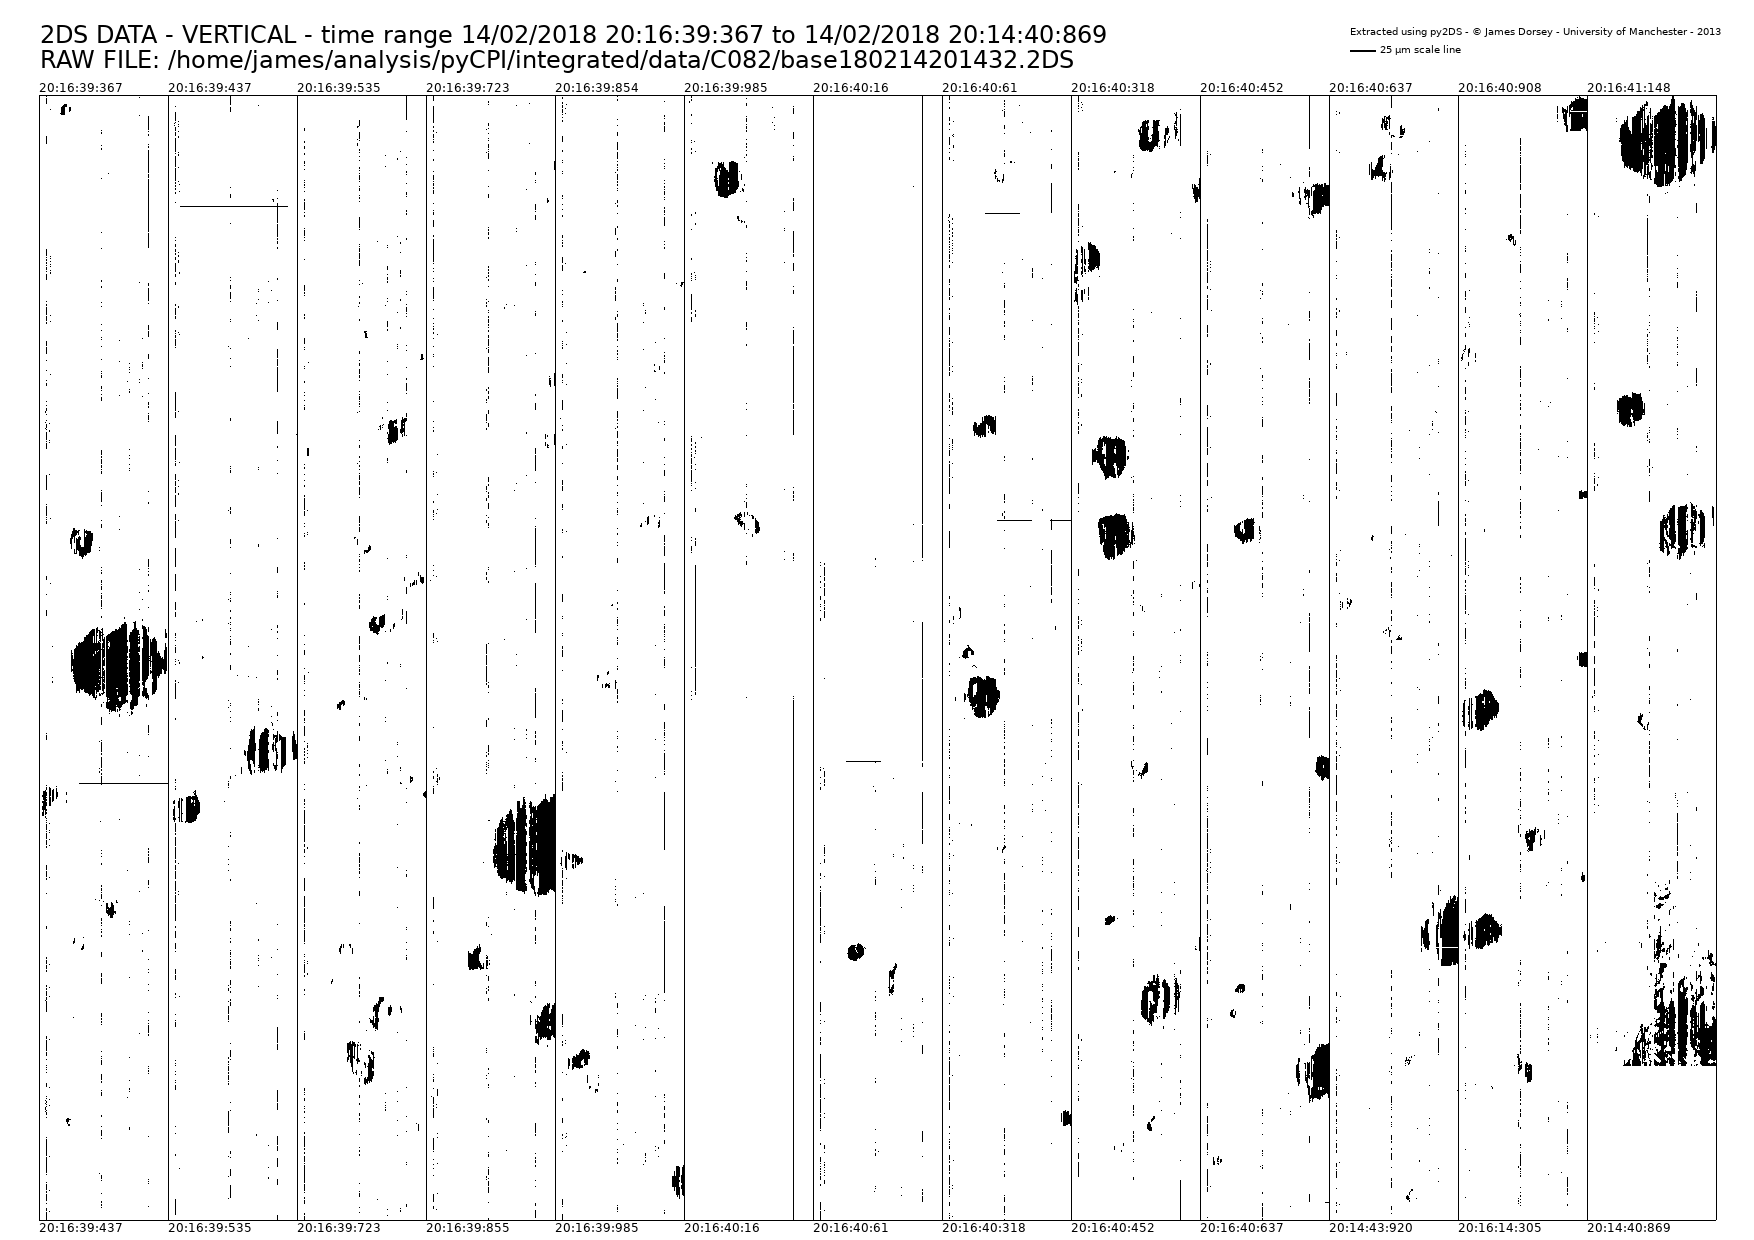 2DS DATA - VERTICAL - time range 14/02/2018 20:16:39:367 to 14/02/2018 20:14:40:869
RAW FILE: /home/james/analysis/pyCPI/integrated/data/C082/base180214201432.2DS
Extracted using py2DS - © James Dorsey - University of Manchester - 2013
25 µm scale line
20:16:39:367 20:16:39:437 20:16:39:535 20:16:39:723 20:16:39:854 20:16:39:985 20:16:40:16 20:16:40:61 20:16:40:318 20:16:40:452 20:16:40:637 20:16:40:908 20:16:41:148
20:16:39:437 20:16:39:535 20:16:39:723 20:16:39:855 20:16:39:985 20:16:40:16 20:16:40:61 20:16:40:318 20:16:40:452 20:16:40:637 20:14:43:920 20:16:14:305 20:14:40:869